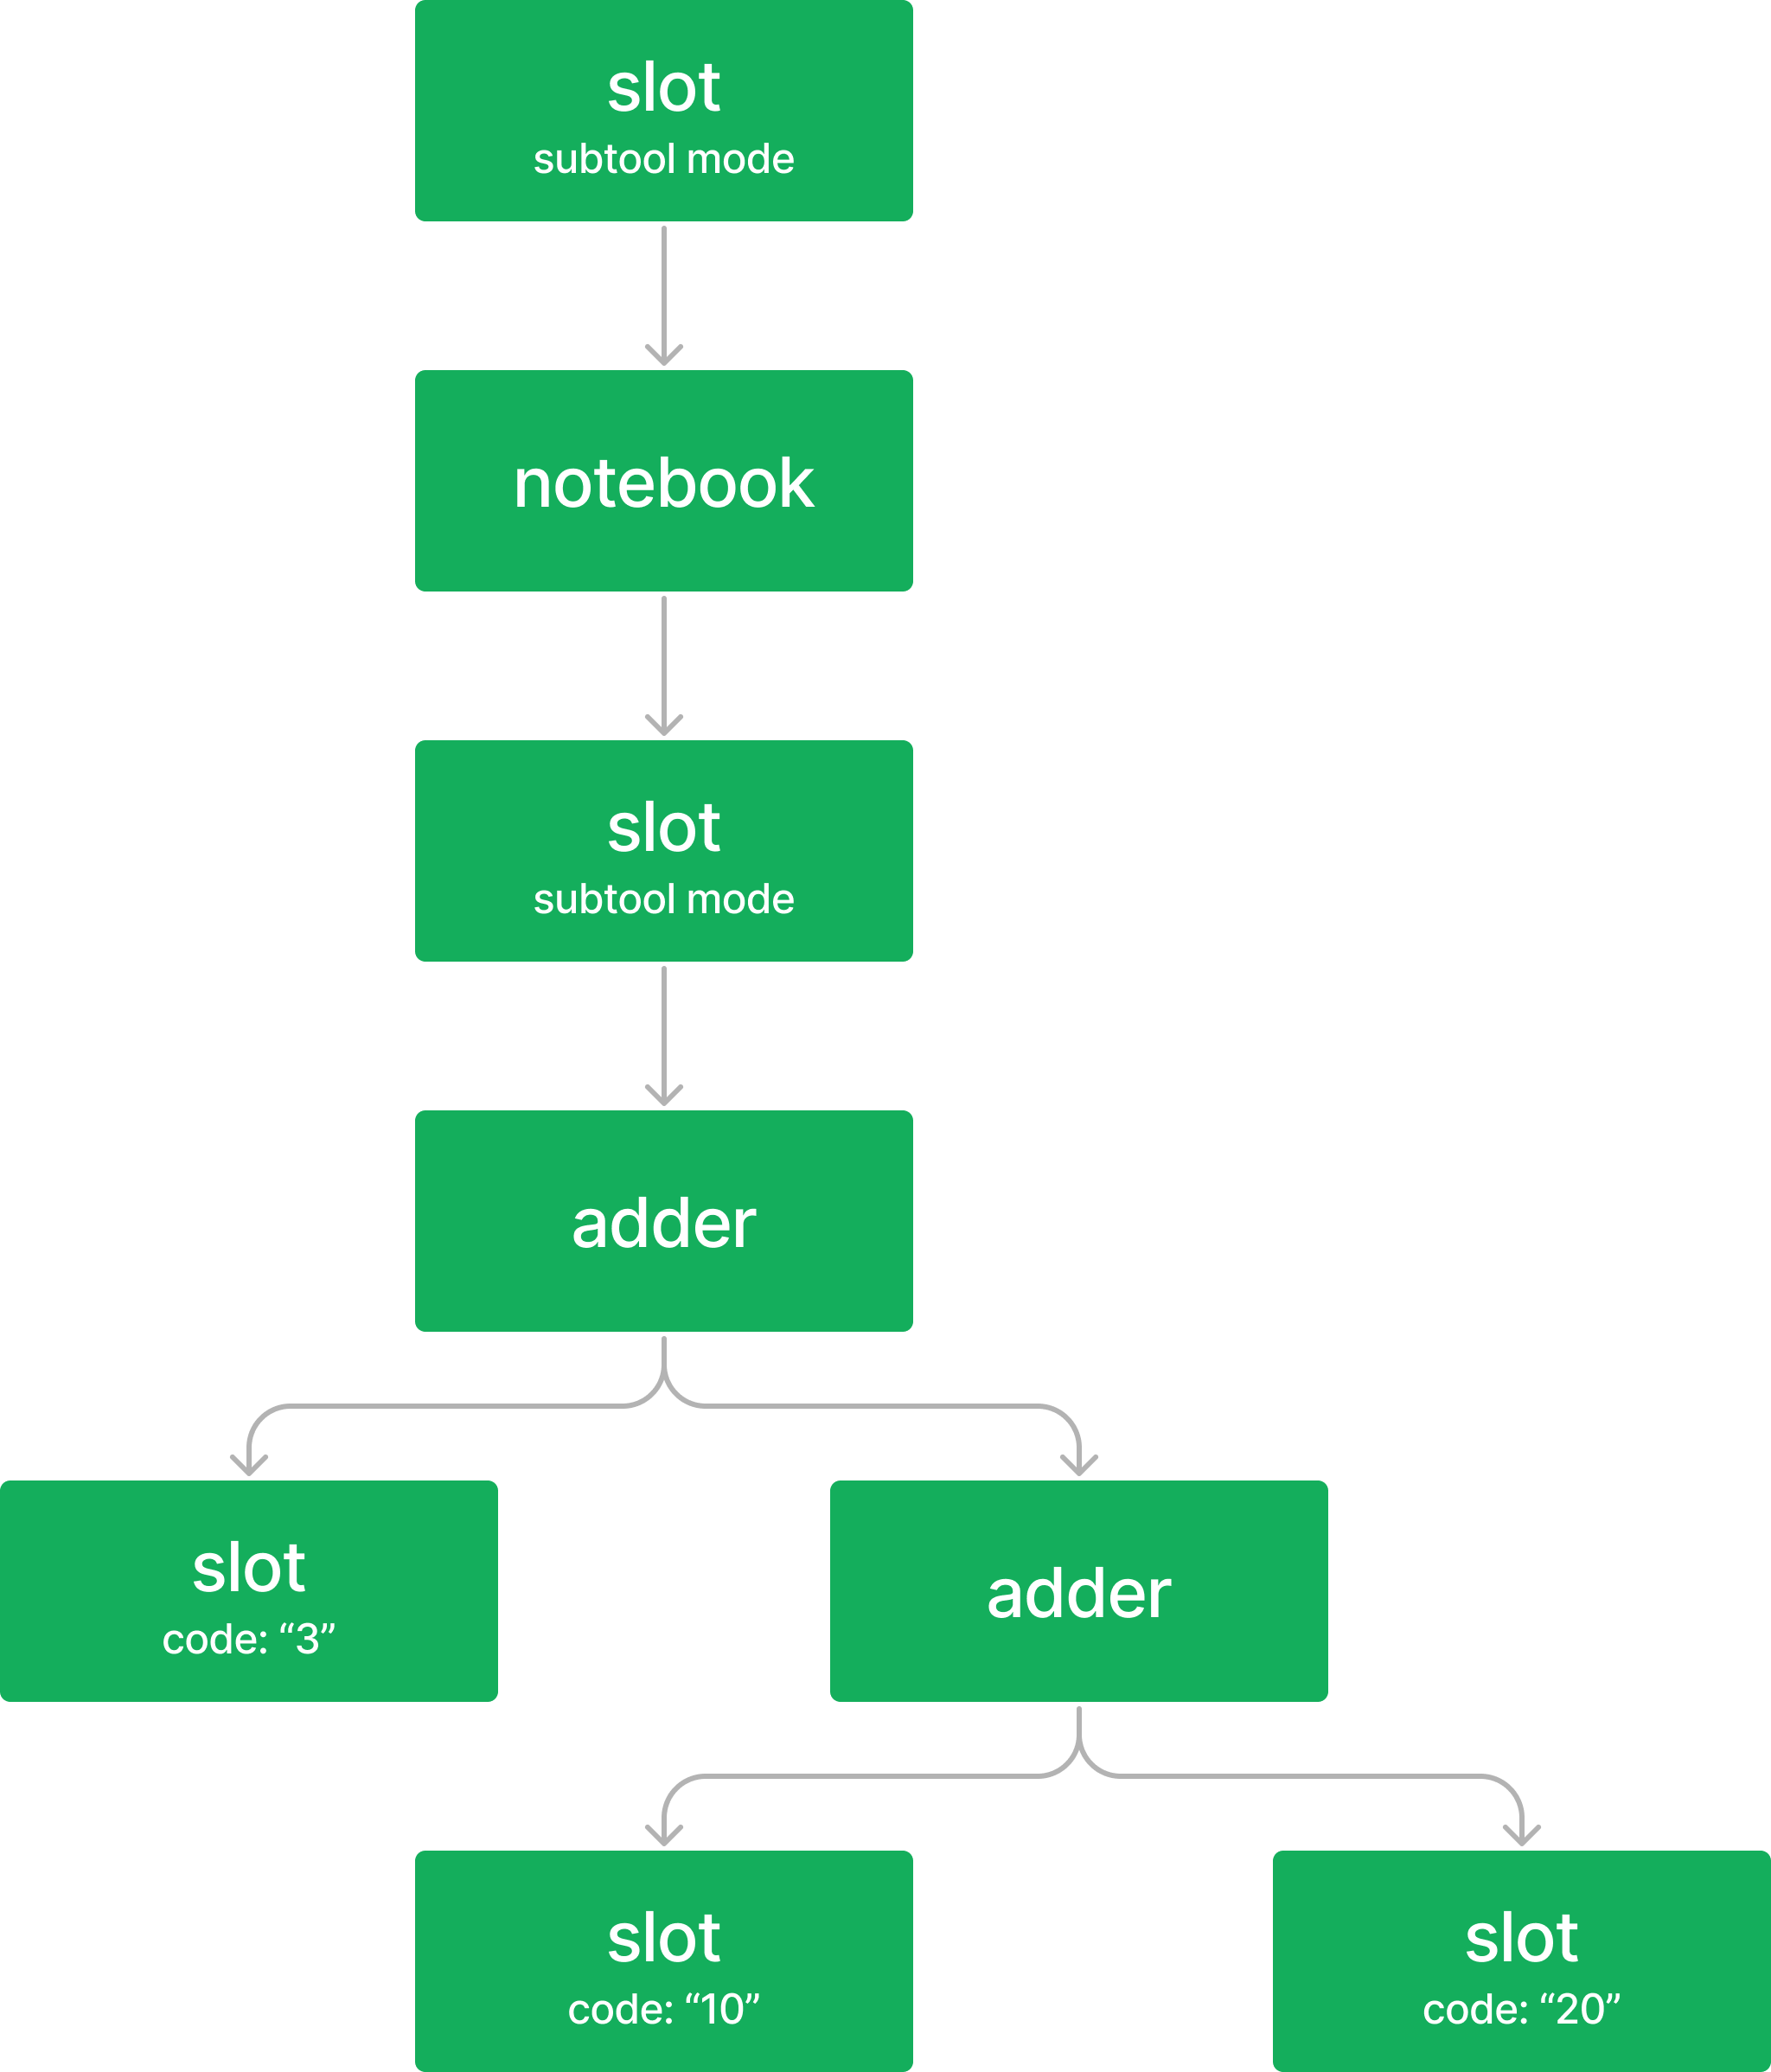 slot
subtool mode
notebook
slot
subtool mode
adder
slot
code: “3”
adder
slot
code: “10”
slot
code: “20”